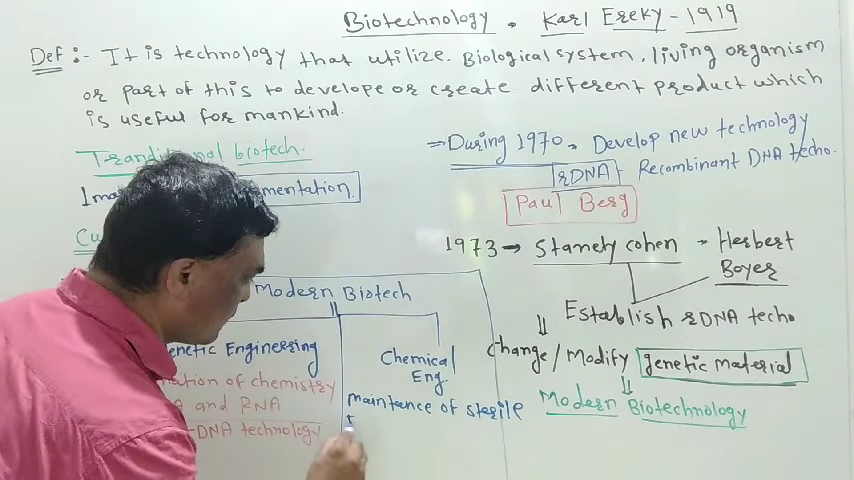 Biotechnology • Karl Ereky - 1919
Def :- It is technology that utilize Biological system, living organism
or part of this to develope or create different product which
is useful for mankind.
biotech.
mentation.
⇒ During 1970, Develop new technology
rDNA → Recombinant DNA techo.
Paul Berg
1973 → Stanely cohen → Herbert
Boyer
Establish rDNA techo
⇓
change / Modify genetic material
⇓
Modern Biotechnology
Modern Biotech
enetic Enginerring
ation of chemistry
and RNA
-DNA technology
Chemical
Eng.
maintance of sterile
t